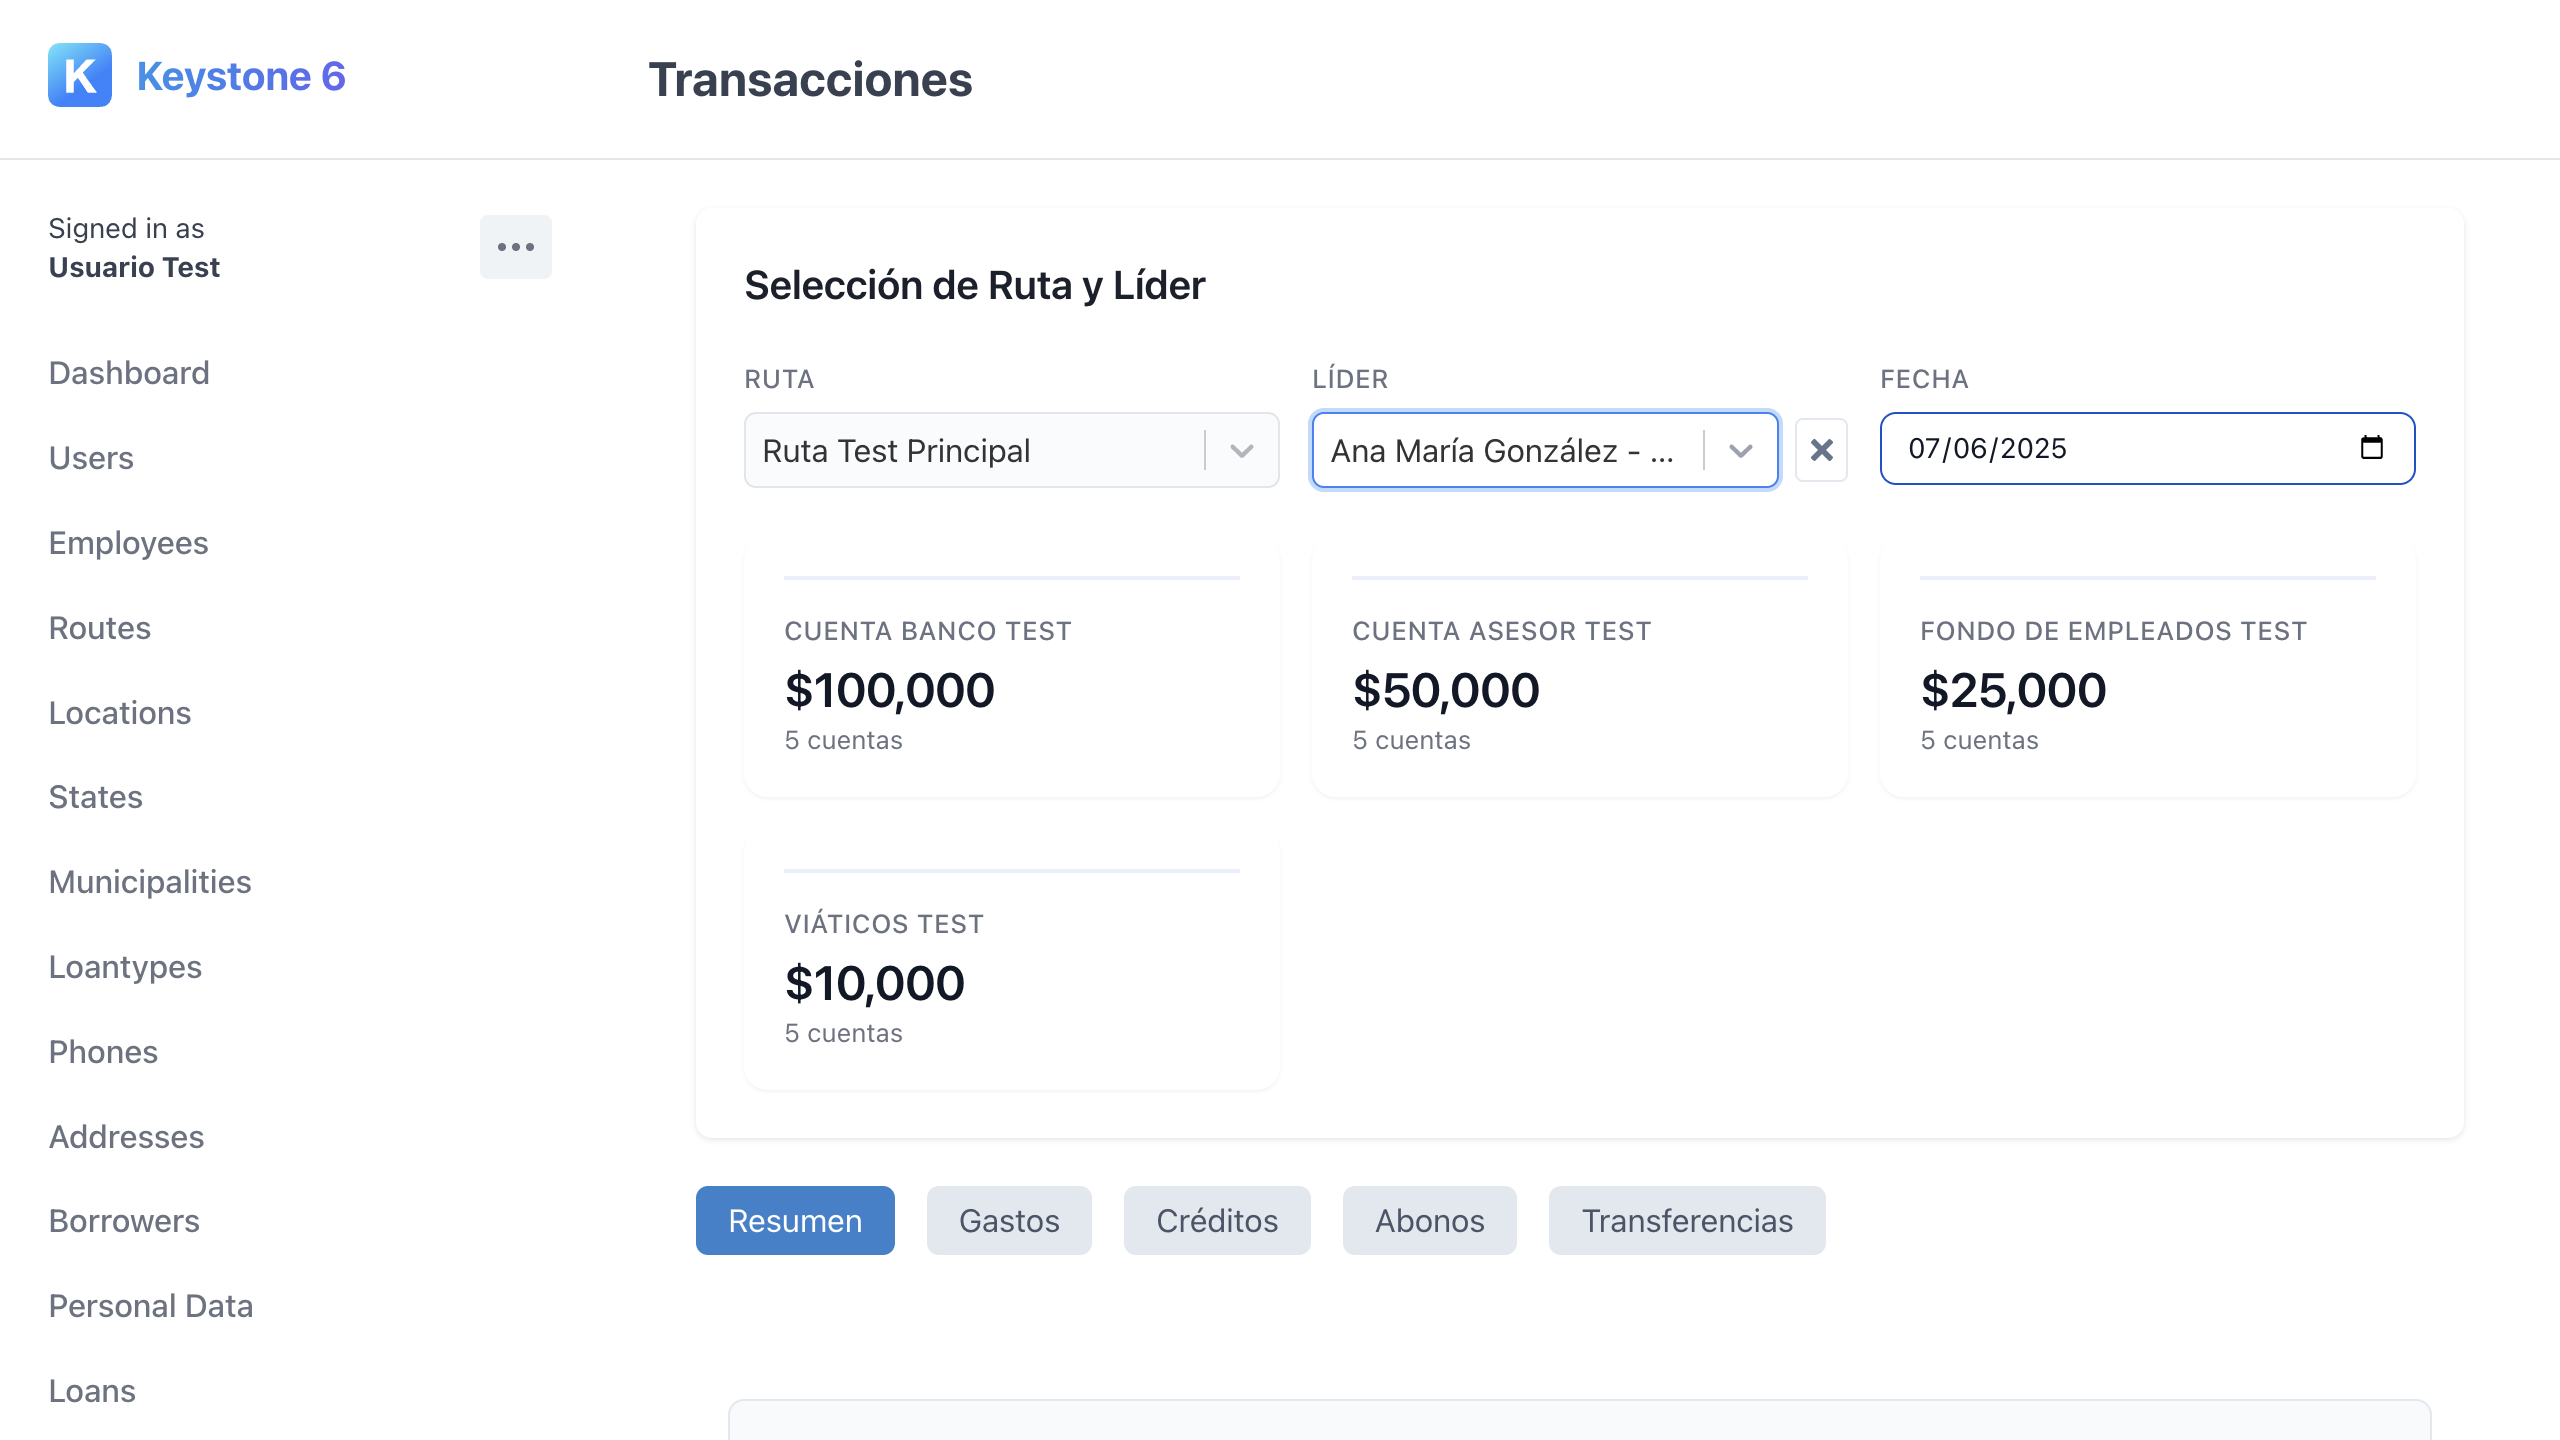 K
Keystone 6
Transacciones
Signed in as
Usuario Test
Dashboard
Users
Employees
Routes
Locations
States
Municipalities
Loantypes
Phones
Addresses
Borrowers
Personal Data
Loans
Selección de Ruta y Líder
RUTA
Ruta Test Principal
LÍDER
Ana María González - ...
FECHA
07/06/2025
CUENTA BANCO TEST
$100,000
5 cuentas
CUENTA ASESOR TEST
$50,000
5 cuentas
FONDO DE EMPLEADOS TEST
$25,000
5 cuentas
VIÁTICOS TEST
$10,000
5 cuentas
Resumen
Gastos
Créditos
Abonos
Transferencias